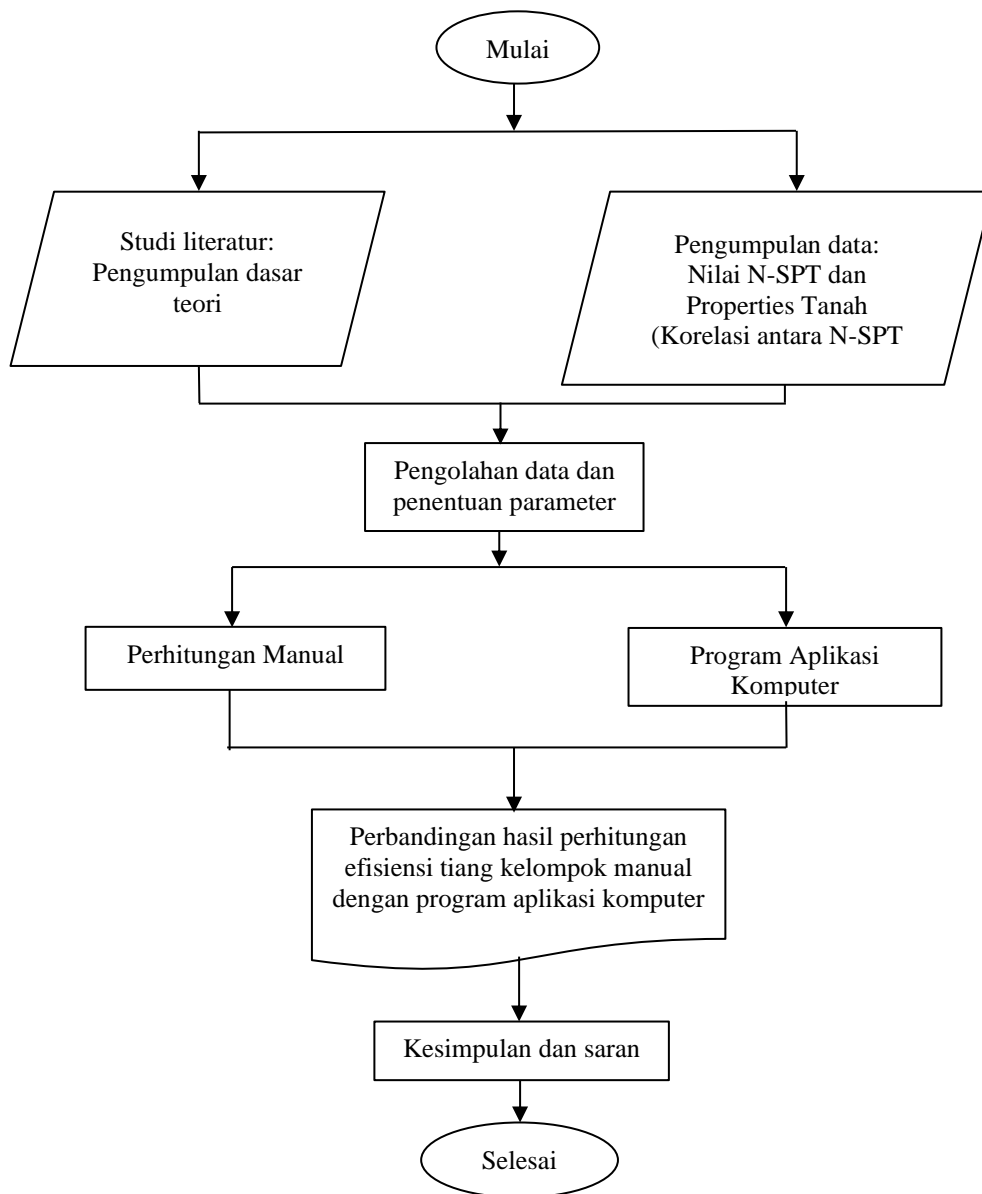 Mulai
Studi literatur:
Pengumpulan dasar
teori
Pengumpulan data:
Nilai N-SPT dan
Properties Tanah
(Korelasi antara N-SPT
Pengolahan data dan
penentuan parameter
Perhitungan Manual
Program Aplikasi
Komputer
Perbandingan hasil perhitungan
efisiensi tiang kelompok manual
dengan program aplikasi komputer
Kesimpulan dan saran
Selesai